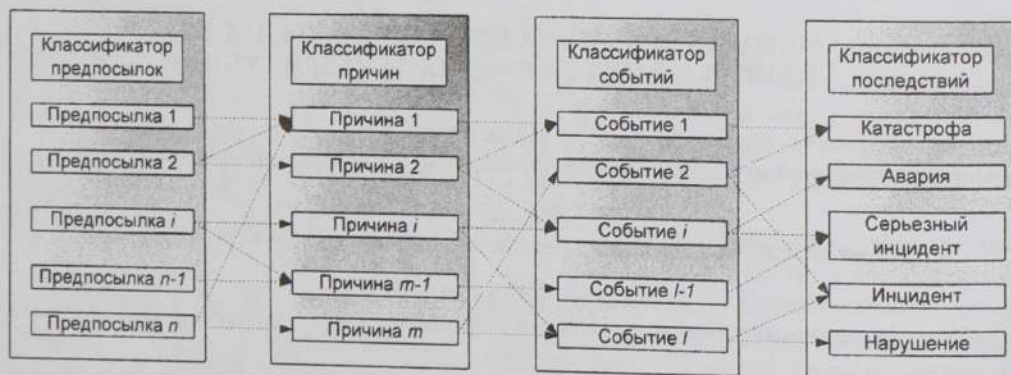 Классификатор
предпосылок
Предпосылка 1
Предпосылка 2
Предпосылка i
Предпосылка n-1
Предпосылка n
Классификатор
причин
Причина 1
Причина 2
Причина i
Причина m-1
Причина m
Классификатор
событий
Событие 1
Событие 2
Событие i
Событие l-1
Событие l
Классификатор
последствий
Катастрофа
Авария
Серьезный
инцидент
Инцидент
Нарушение